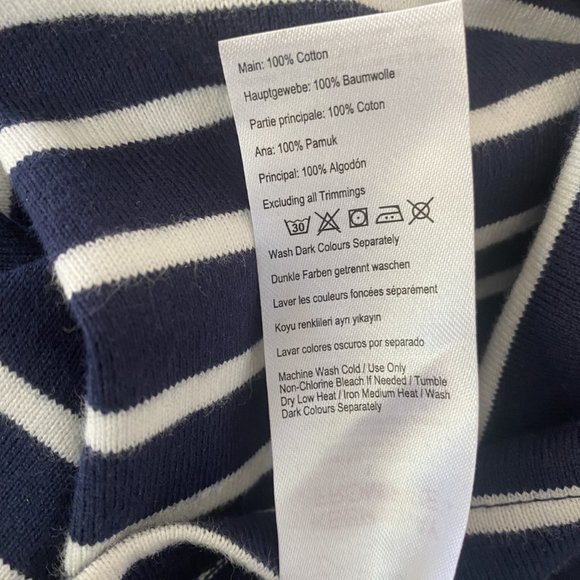 Main: 100% Cotton
Hauptgewebe: 100% Baumwolle
Partie principale: 100% Coton
Ana: 100% Pamuk
Principal: 100% Algodón
Excluding all Trimmings
30
Wash Dark Colours Separately
Dunkle Farben getrennt waschen
Laver les couleurs foncées séparément
Koyu renklileri ayrı yıkayın
Lavar colores oscuros por separado
Machine Wash Cold / Use Only
Non-Chlorine Bleach If Needed / Tumble
Dry Low Heat / Iron Medium Heat / Wash
Dark Colours Separately